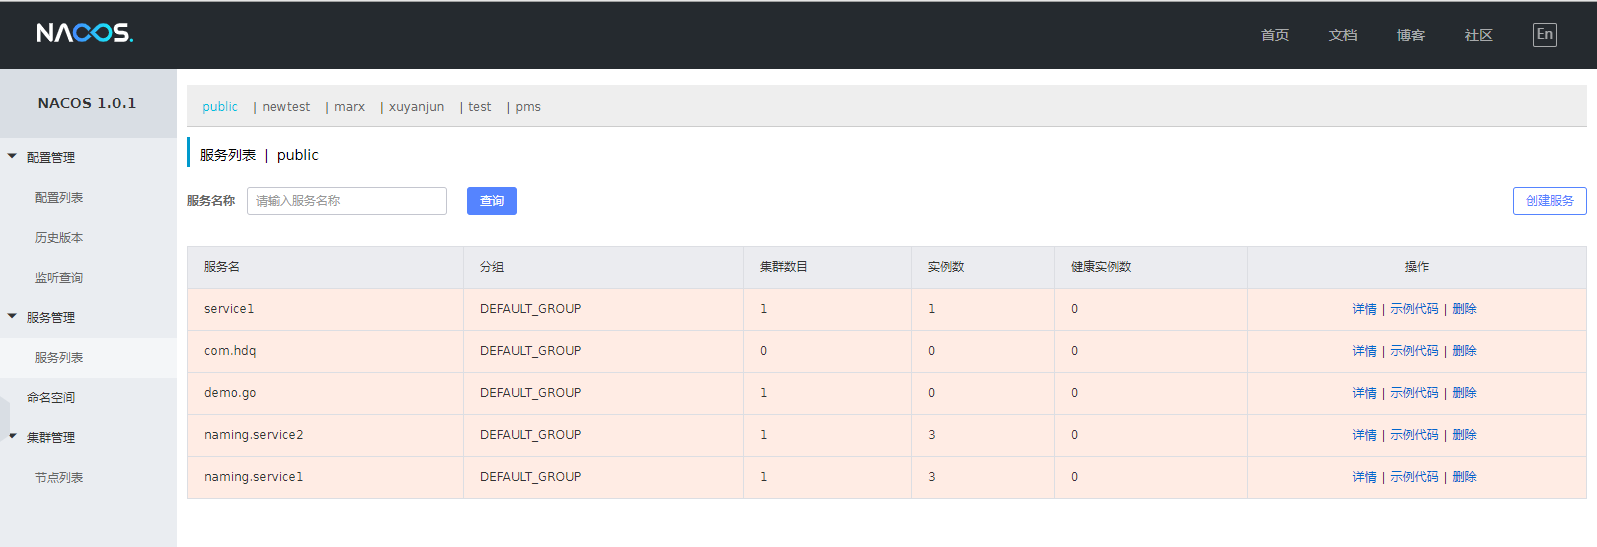 NACOS. 首页 文档 博客 社区 En
NACOS 1.0.1
配置管理
配置列表
历史版本
监听查询
服务管理
服务列表
命名空间
集群管理
节点列表
public | newtest | marx | xuyanjun | test | pms
服务列表 | public
服务名称 请输入服务名称 查询 创建服务
服务名 分组 集群数目 实例数 健康实例数 操作
service1 DEFAULT_GROUP 1 1 0 详情 | 示例代码 | 删除
com.hdq DEFAULT_GROUP 0 0 0 详情 | 示例代码 | 删除
demo.go DEFAULT_GROUP 1 0 0 详情 | 示例代码 | 删除
naming.service2 DEFAULT_GROUP 1 3 0 详情 | 示例代码 | 删除
naming.service1 DEFAULT_GROUP 1 3 0 详情 | 示例代码 | 删除